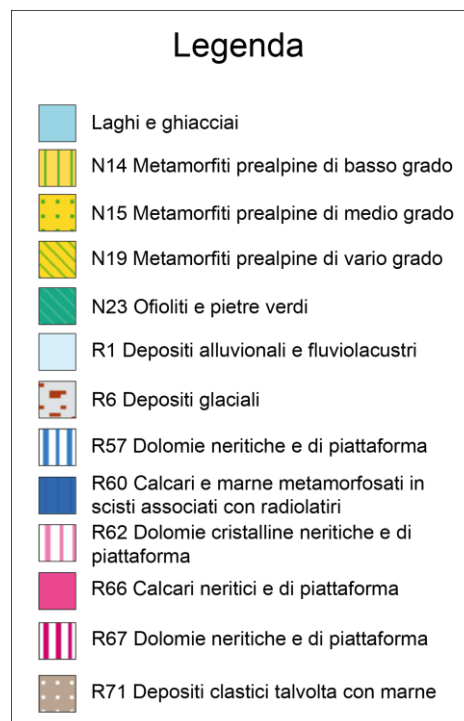 Legenda
Laghi e ghiacciai
N14 Metamorfiti prealpine di basso grado
N15 Metamorfiti prealpine di medio grado
N19 Metamorfiti prealpine di vario grado
N23 Ofioliti e pietre verdi
R1 Depositi alluvionali e fluviolacustri
R6 Depositi glaciali
R57 Dolomie neritiche e di piattaforma
R60 Calcari e marne metamorfosati in
scisti associati con radiolatiri
R62 Dolomie cristalline neritiche e di
piattaforma
R66 Calcari neritici e di piattaforma
R67 Dolomie neritiche e di piattaforma
R71 Depositi clastici talvolta con marne